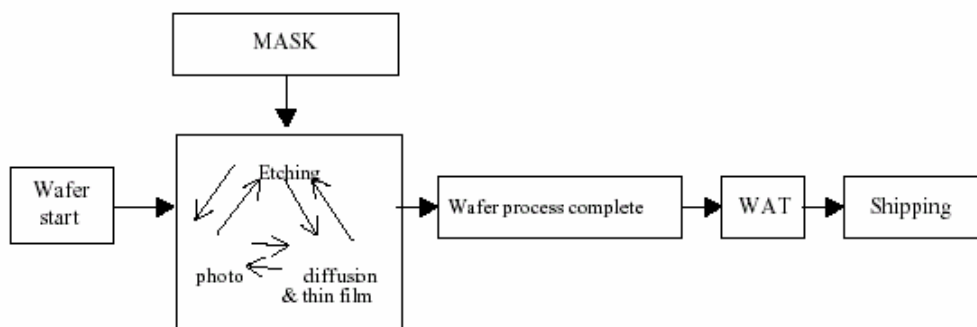 MASK
Wafer
start
Etching
photo
diffusion
& thin film
Wafer process complete
WAT
Shipping